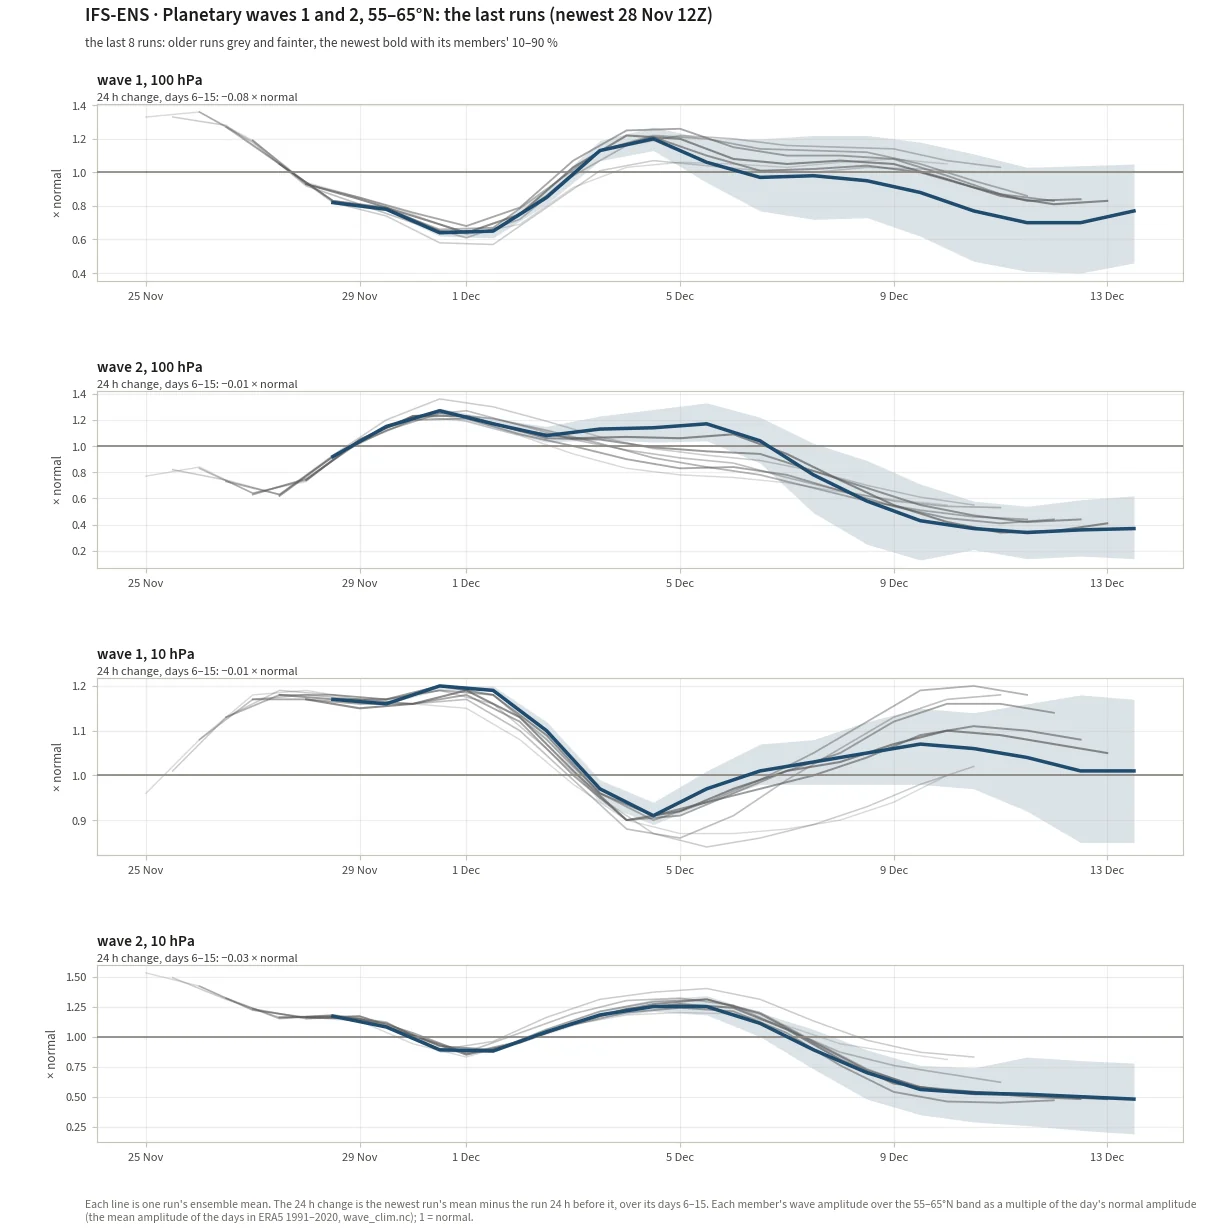 IFS-ENS · Planetary waves 1 and 2, 55–65°N: the last runs (newest 28 Nov 12Z)
the last 8 runs: older runs grey and fainter, the newest bold with its members' 10–90 %
wave 1, 100 hPa
24 h change, days 6–15: −0.08 × normal
× normal
1.4
1.2
1.0
0.8
0.6
0.4
25 Nov 29 Nov 1 Dec 5 Dec 9 Dec 13 Dec
wave 2, 100 hPa
24 h change, days 6–15: −0.01 × normal
× normal
1.4
1.2
1.0
0.8
0.6
0.4
0.2
25 Nov 29 Nov 1 Dec 5 Dec 9 Dec 13 Dec
wave 1, 10 hPa
24 h change, days 6–15: −0.01 × normal
× normal
1.2
1.1
1.0
0.9
25 Nov 29 Nov 1 Dec 5 Dec 9 Dec 13 Dec
wave 2, 10 hPa
24 h change, days 6–15: −0.03 × normal
× normal
1.50
1.25
1.00
0.75
0.50
0.25
25 Nov 29 Nov 1 Dec 5 Dec 9 Dec 13 Dec
Each line is one run's ensemble mean. The 24 h change is the newest run's mean minus the run 24 h before it, over its days 6–15. Each member's wave amplitude over the 55–65°N band as a multiple of the day's normal amplitude
(the mean amplitude of the days in ERA5 1991–2020, wave_clim.nc); 1 = normal.